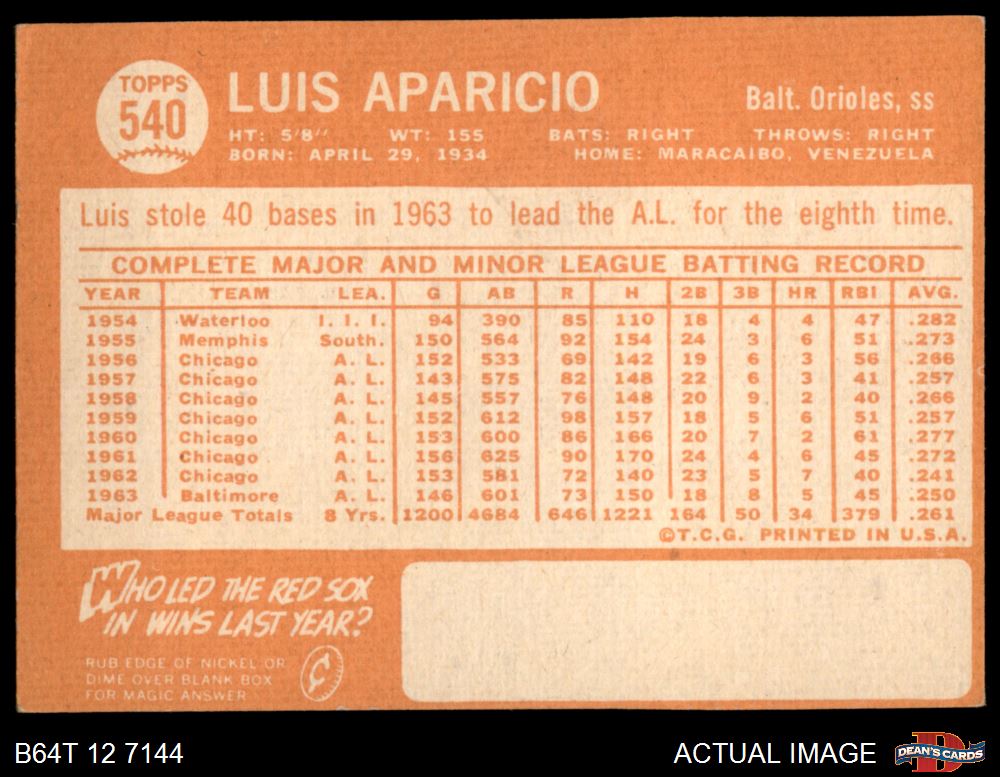 TOPPS
540
LUIS APARICIO
Balt. Orioles, ss
HT: 5'8" WT: 155 BATS: RIGHT THROWS: RIGHT
BORN: APRIL 29, 1934 HOME: MARACAIBO, VENEZUELA
Luis stole 40 bases in 1963 to lead the A.L. for the eighth time.
COMPLETE MAJOR AND MINOR LEAGUE BATTING RECORD
YEAR TEAM LEA. G AB R H 2B 3B HR RBI AVG.
1954 Waterloo I. I. I. 94 390 85 110 18 4 4 47 .282
1955 Memphis South. 150 564 92 154 24 3 6 51 .273
1956 Chicago A. L. 152 533 69 142 19 6 3 56 .266
1957 Chicago A. L. 143 575 82 148 22 6 3 41 .257
1958 Chicago A. L. 145 557 76 148 20 9 2 40 .266
1959 Chicago A. L. 152 612 98 157 18 5 6 51 .257
1960 Chicago A. L. 153 600 86 166 20 7 2 61 .277
1961 Chicago A. L. 156 625 90 170 24 4 6 45 .272
1962 Chicago A. L. 153 581 72 140 23 5 7 40 .241
1963 Baltimore A. L. 146 601 73 150 18 8 5 45 .250
Major League Totals 8 Yrs. 1200 4684 646 1221 164 50 34 379 .261
©T.C.G. PRINTED IN U.S.A.
WHO LED THE RED SOX
IN WINS LAST YEAR?
RUB EDGE OF NICKEL OR
DIME OVER BLANK BOX
FOR MAGIC ANSWER
B64T 12 7144
ACTUAL IMAGE
DEAN'S CARDS